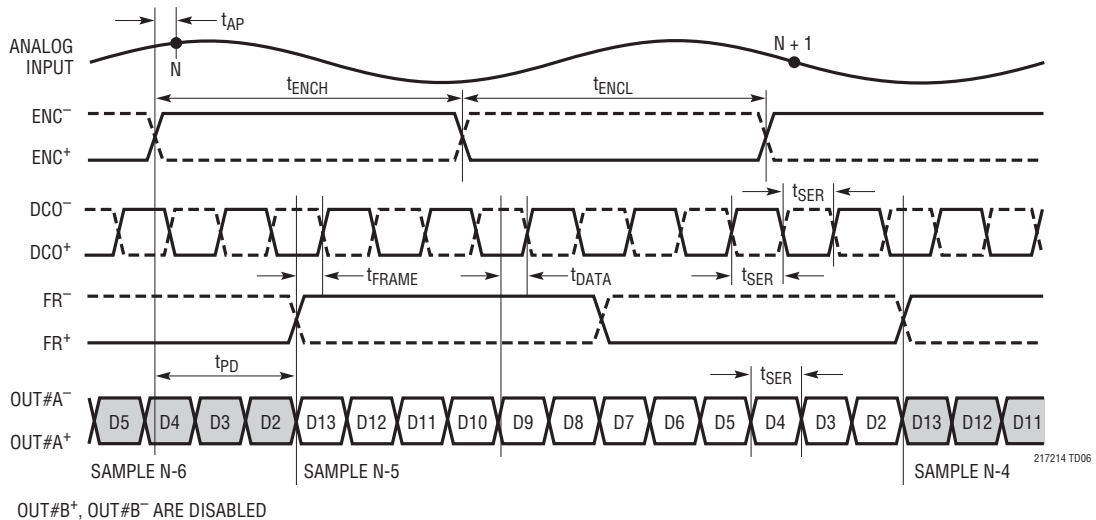 tAP
ANALOG
INPUT
N
N + 1
tENCH
tENCL
ENC–
ENC+
DCO–
DCO+
tSER
tFRAME
tDATA
tSER
FR–
FR+
tPD
tSER
OUT#A–
OUT#A+
D5 D4 D3 D2 D13 D12 D11 D10 D9 D8 D7 D6 D5 D4 D3 D2 D13 D12 D11
SAMPLE N-6
SAMPLE N-5
SAMPLE N-4
217214 TD06
OUT#B+, OUT#B– ARE DISABLED